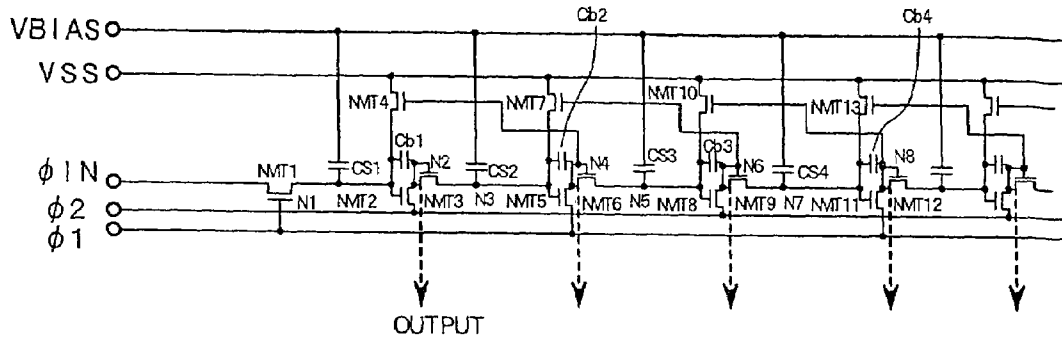 Cb2 Cb4
VBIAS
VSS
NMT4 NMT7 NMT10 NMT13
Cb1 Cb3
CS1 N2 CS2 N4 CS3 N6 CS4 N8
φIN NMT1
N1 NMT2 NMT3 N3 NMT5 NMT6 N5 NMT8 NMT9 N7 NMT11 NMT12
φ2
φ1
OUTPUT